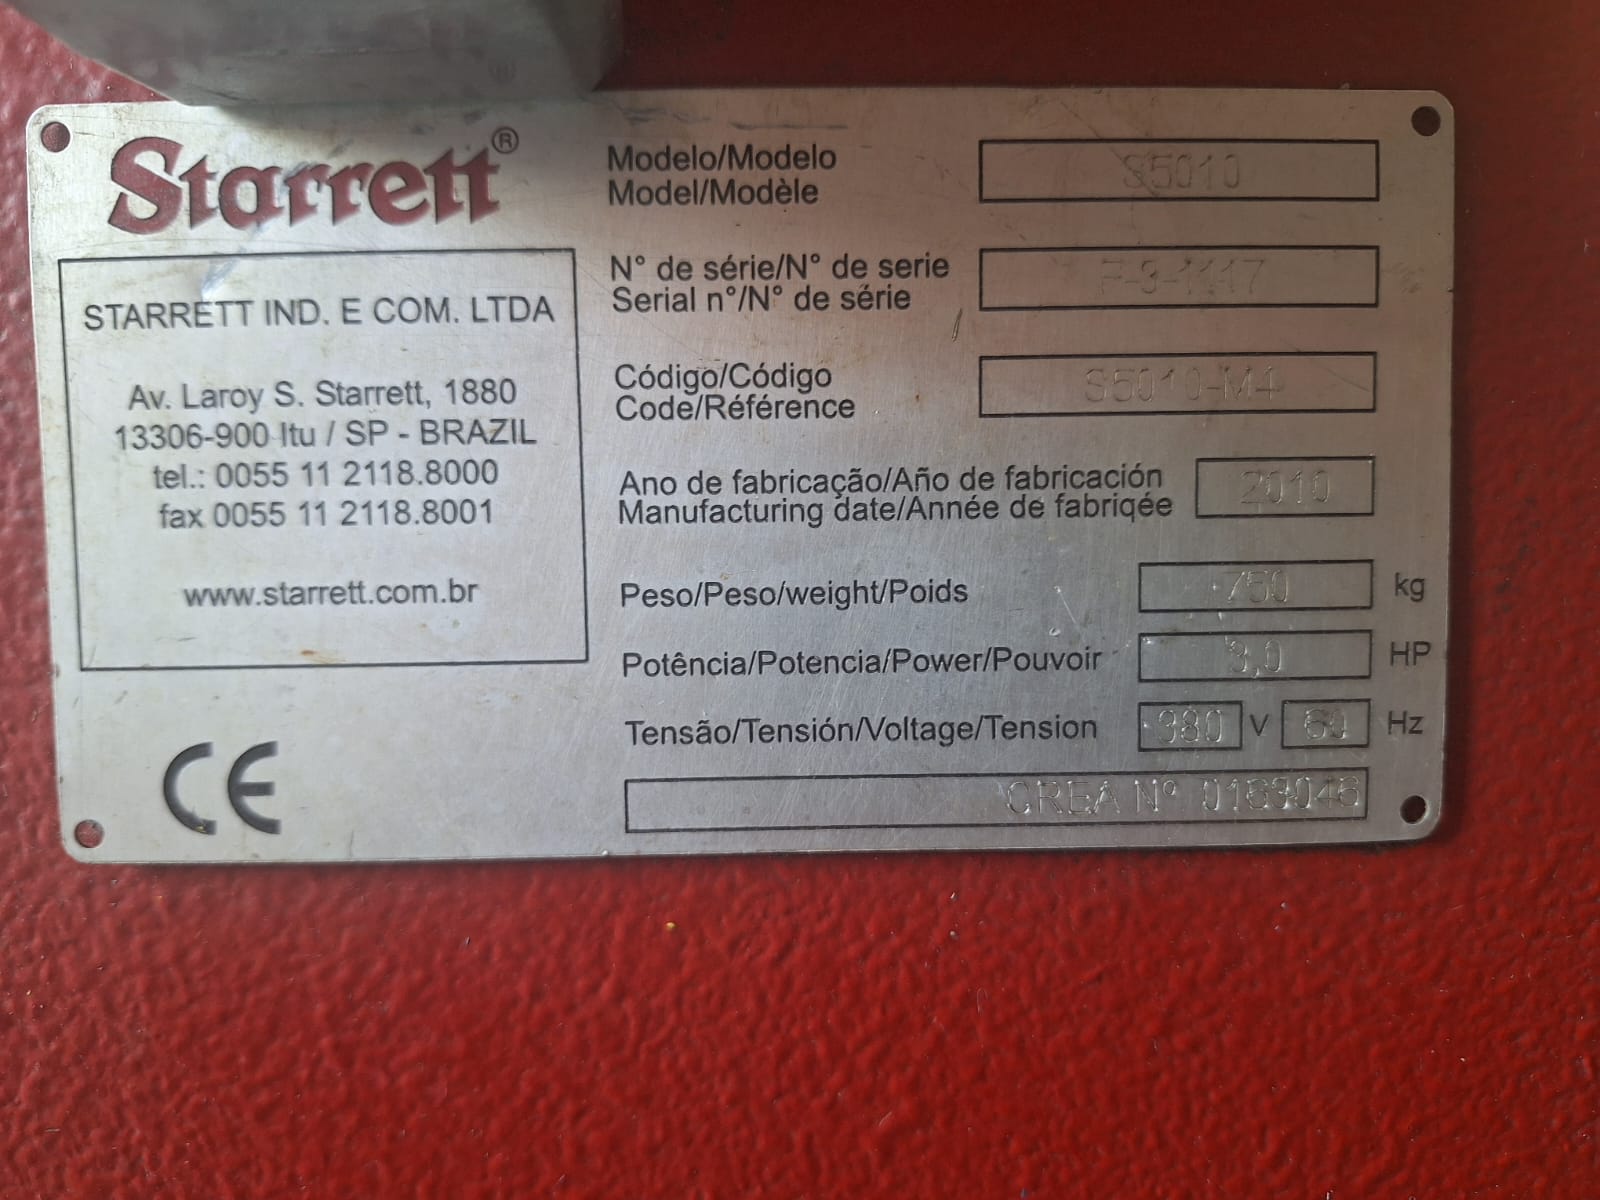 Starrett®
STARRETT IND. E COM. LTDA
Av. Laroy S. Starrett, 1880
13306-900 Itu / SP - BRAZIL
tel.: 0055 11 2118.8000
fax 0055 11 2118.8001
www.starrett.com.br
CE
Modelo/Modelo
Model/Modèle
S5010
N° de série/N° de serie
Serial n°/N° de série
F-3-1117
Código/Código
Code/Référence
S5010-M4
Ano de fabricação/Año de fabricación
Manufacturing date/Année de fabriqée
2010
Peso/Peso/weight/Poids 750 kg
Potência/Potencia/Power/Pouvoir 3,0 HP
Tensão/Tensión/Voltage/Tension 380 V 60 Hz
CREA Nº 0163046